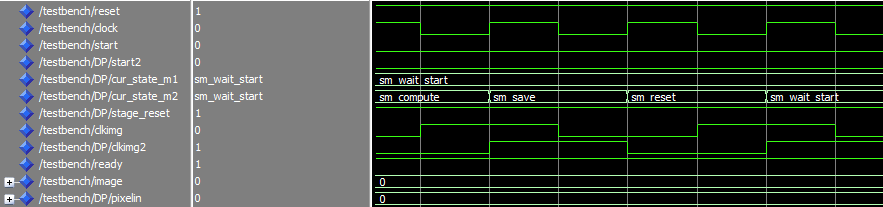 /testbench/reset 1
/testbench/clock 0
/testbench/start 0
/testbench/DP/start2 0
/testbench/DP/cur_state_m1 sm_wait_start sm_wait_start
/testbench/DP/cur_state_m2 sm_wait_start sm_compute sm_save sm_reset sm_wait_start
/testbench/DP/stage_reset 1
/testbench/clkimg 0
/testbench/DP/clkimg2 1
/testbench/ready 1
/testbench/image 0 0
/testbench/DP/pixelin 0 0